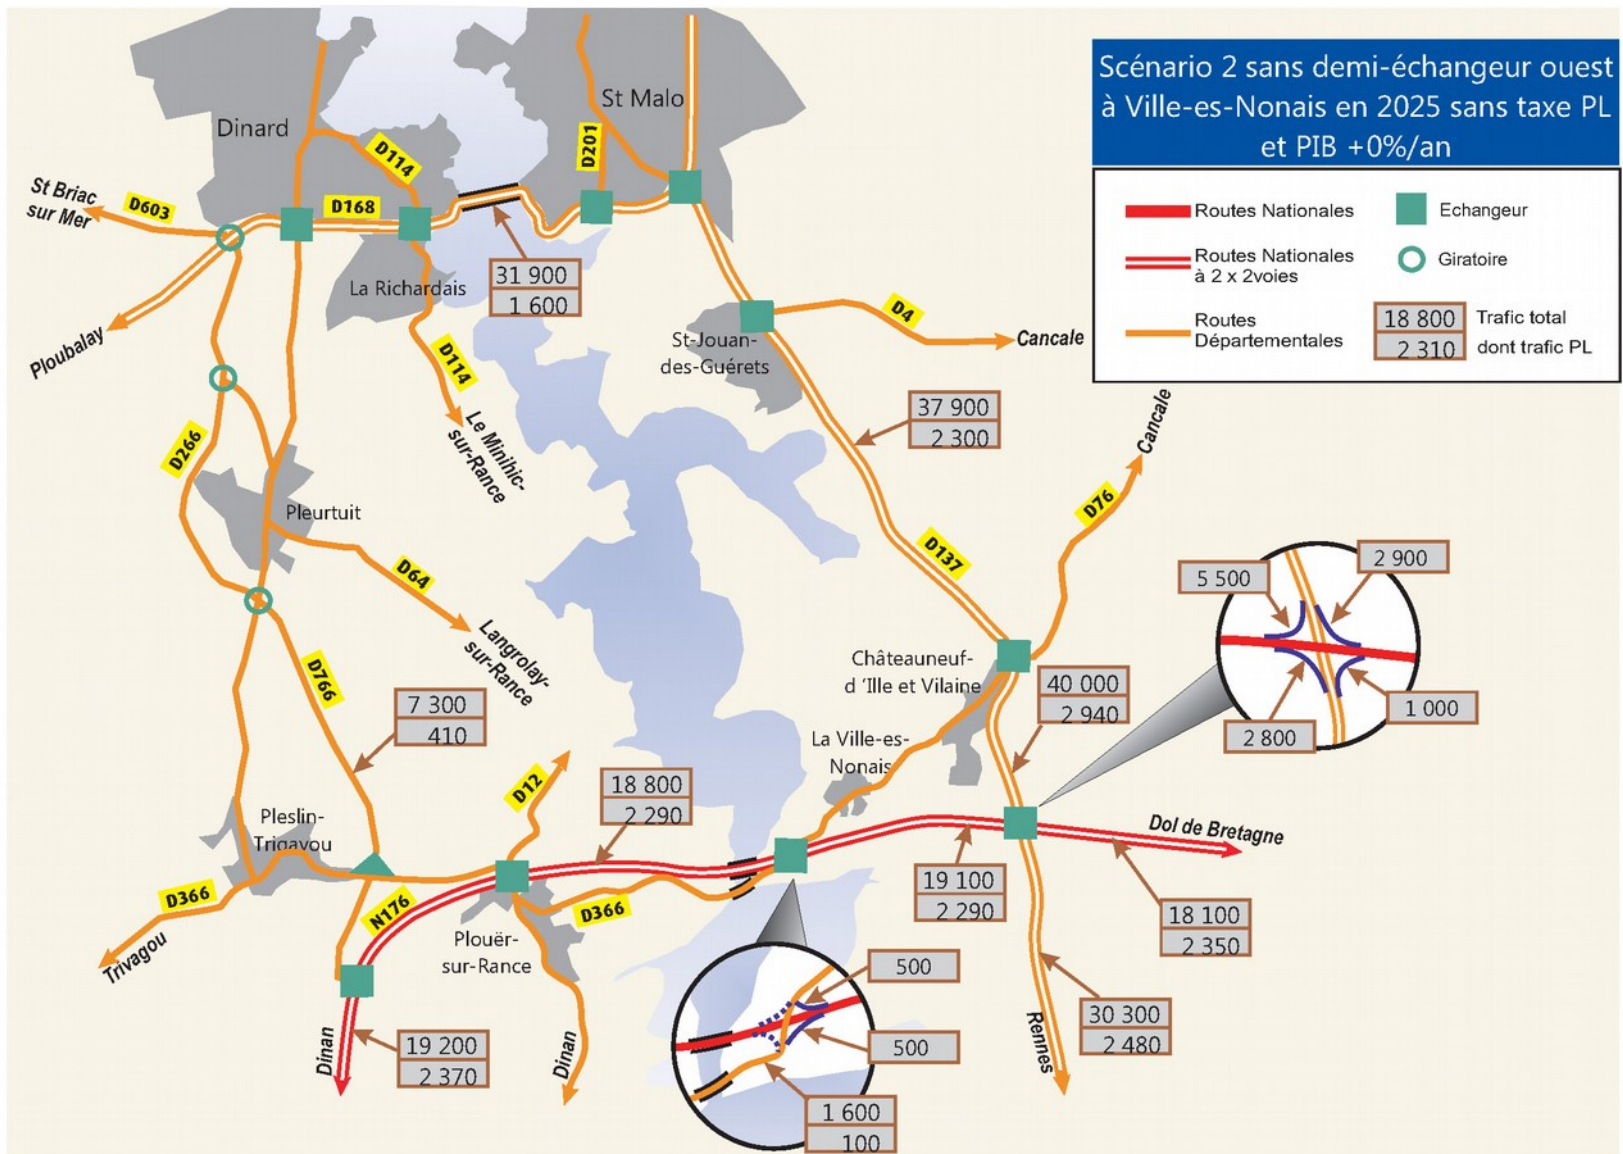 Scénario 2 sans demi-échangeur ouest
à Ville-es-Nonais en 2025 sans taxe PL
et PIB +0%/an
Routes Nationales
Echangeur
Routes Nationales
à 2 x 2voies
Giratoire
Routes
Départementales
18 800
2 310
Trafic total
dont trafic PL
Dinard
St Malo
D114
D201
St Briac
sur Mer
D603
D168
La Richardais
31 900
1 600
Ploubalay
D114
Le Minihic-
sur-Rance
St-Jouan-
des-Guérets
D4
Cancale
37 900
2 300
Cancale
D76
D266
Pleurtuit
D64
Langrolay-
sur-Rance
D137
5 500
2 900
2 800
1 000
D766
7 300
410
Châteauneuf-
d 'Ille et Vilaine
40 000
2 940
La Ville-es-
Nonais
D12
18 800
2 290
Pleslin-
Trigavou
Dol de Bretagne
19 100
2 290
18 100
2 350
D366
N176
D366
Trivagou
Plouër-
sur-Rance
500
500
30 300
2 480
Rennes
Dinan
19 200
2 370
Dinan
1 600
100